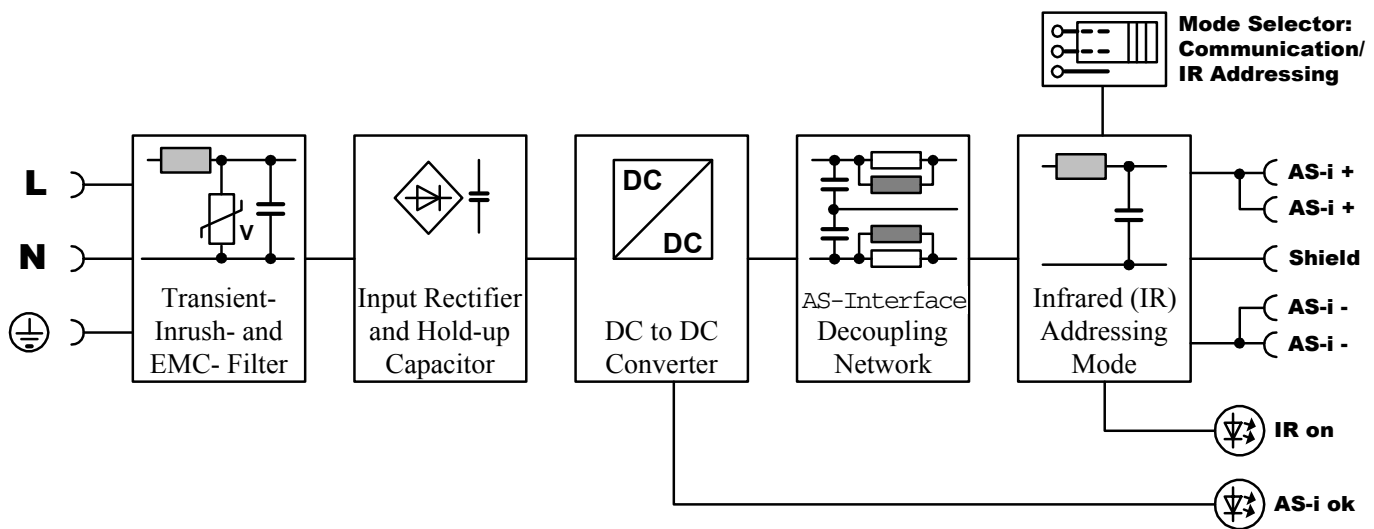 Mode Selector:
Communication/
IR Addressing
L
N
V
Transient-
Inrush- and
EMC- Filter
Input Rectifier
and Hold-up
Capacitor
DC
DC
DC to DC
Converter
AS-Interface
Decoupling
Network
Infrared (IR)
Addressing
Mode
AS-i +
AS-i +
Shield
AS-i -
AS-i -
IR on
AS-i ok